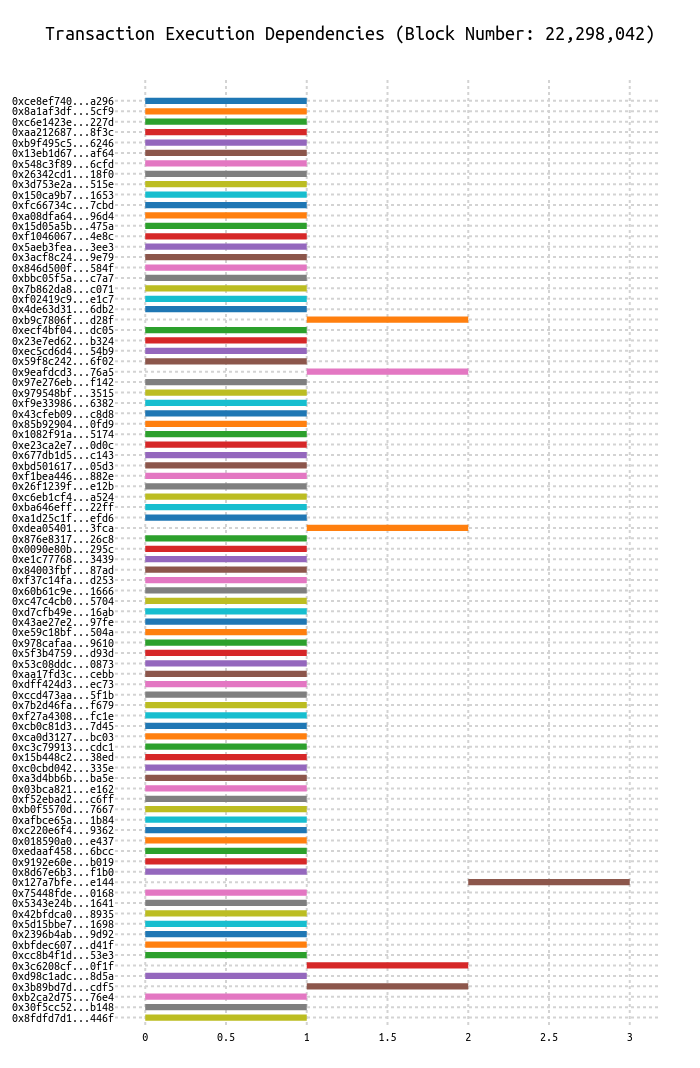 Transaction Execution Dependencies (Block Number: 22,298,042)
0xce8ef740...a296
0x8a1af3df...5cf9
0xc6e1423e...227d
0xaa212687...8f3c
0xb9f495c5...6246
0x13eb1d67...af64
0x548c3f89...6cfd
0x26342cd1...18f0
0x3d753e2a...515e
0x150ca9b7...1653
0xfc66734c...7cbd
0xa08dfa64...96d4
0x15d05a5b...475a
0xf1046067...4e8c
0x5aeb3fea...3ee3
0x3acf8c24...9e79
0x846d500f...584f
0xbbc05f5a...c7a7
0x7b862da8...c071
0xf02419c9...e1c7
0x4de63d31...6db2
0xb9c7806f...d28f
0xecf4bf04...dc05
0x23e7ed62...b324
0xec5cd6d4...54b9
0x59f8c242...6f02
0x9eafdcd3...76a5
0x97e276eb...f142
0x979548bf...3515
0xf9e33986...6382
0x43cfeb09...c8d8
0x85b92904...0fd9
0x1082f91a...5174
0xe23ca2e7...0d0c
0x677db1d5...c143
0xbd501617...05d3
0xf1bea446...882e
0x26f1239f...e12b
0xc6eb1cf4...a524
0xba646eff...22ff
0xa1d25c1f...efd6
0xdea05401...3fca
0x876e8317...26c8
0x0090e80b...295c
0xe1c77768...3439
0x84003fbf...87ad
0xf37c14fa...d253
0x60b61c9e...1666
0xc47c4cb0...5704
0xd7cfb49e...16ab
0x43ae27e2...97fe
0xe59c18bf...504a
0x978cafaa...9610
0x5f3b4759...d93d
0x53c08ddc...0873
0xaa17fd3c...cebb
0xdff424d3...ec73
0xccd473aa...5f1b
0x7b2d46fa...f679
0xf27a4308...fc1e
0xcb0c81d3...7d45
0xca0d3127...bc03
0xc3c79913...cdc1
0x15b448c2...38ed
0xc0cbd042...335e
0xa3d4bb6b...ba5e
0x03bca821...e162
0xf52ebad2...c6ff
0xb0f5570d...7667
0xafbce65a...1b84
0xc220e6f4...9362
0x018590a0...e437
0xedaaf458...6bcc
0x9192e60e...b019
0x8d67e6b3...f1b0
0x127a7bfe...e144
0x75448fde...0168
0x5343e24b...1641
0x42bfdca0...8935
0x5d15bbe7...1698
0x2396b4ab...9d92
0xbfdec607...d41f
0xcc8b4f1d...53e3
0x3c6208cf...0f1f
0xd98c1adc...8d5a
0x3b89bd7d...cdf5
0xb2ca2d75...76e4
0x30f5cc52...b148
0x8fdfd7d1...446f
0 0.5 1 1.5 2 2.5 3